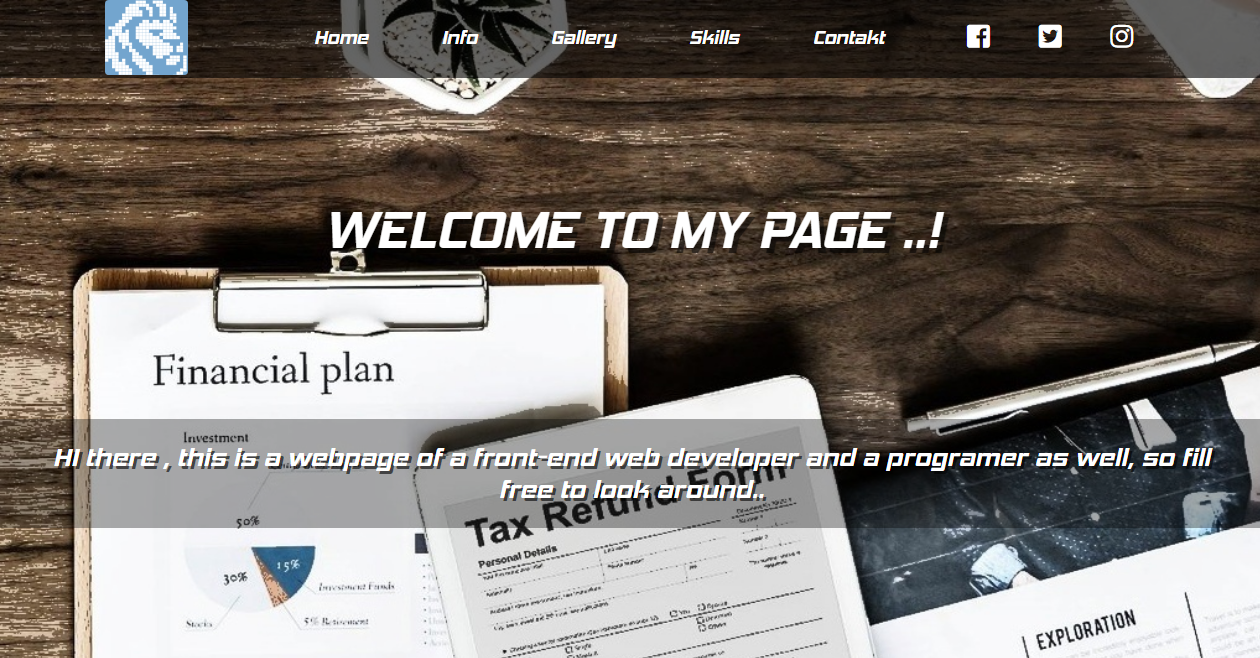 Home Info Gallery Skills Contakt
WELCOME TO MY PAGE ..!
Financial plan
Investment
HI there , this is a webpage of a front-end web developer and a programer as well, so fill
free to look around..
Tax Refund Form
Personal Details
50%
30%
15%
Investment Funds
Stocks
5% Retirement
Yes
Single
EXPLORATION